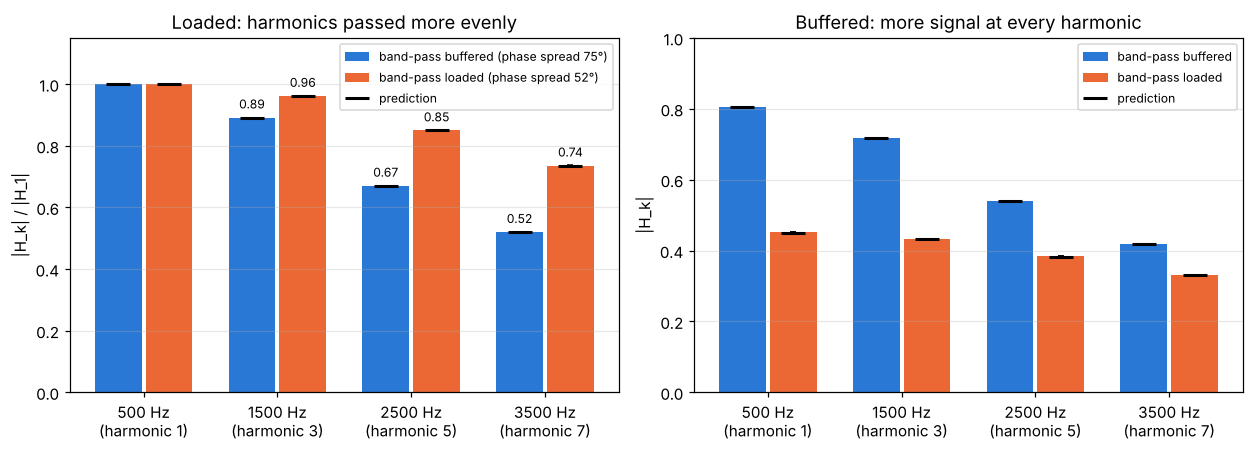 Loaded: harmonics passed more evenly
|H_k| / |H_1|
1.0
0.8
0.6
0.4
0.2
0.0
band-pass buffered (phase spread 75°)
band-pass loaded (phase spread 52°)
prediction
0.89
0.96
0.67
0.85
0.52
0.74
500 Hz
(harmonic 1)
1500 Hz
(harmonic 3)
2500 Hz
(harmonic 5)
3500 Hz
(harmonic 7)
Buffered: more signal at every harmonic
|H_k|
1.0
0.8
0.6
0.4
0.2
0.0
band-pass buffered
band-pass loaded
prediction
500 Hz
(harmonic 1)
1500 Hz
(harmonic 3)
2500 Hz
(harmonic 5)
3500 Hz
(harmonic 7)